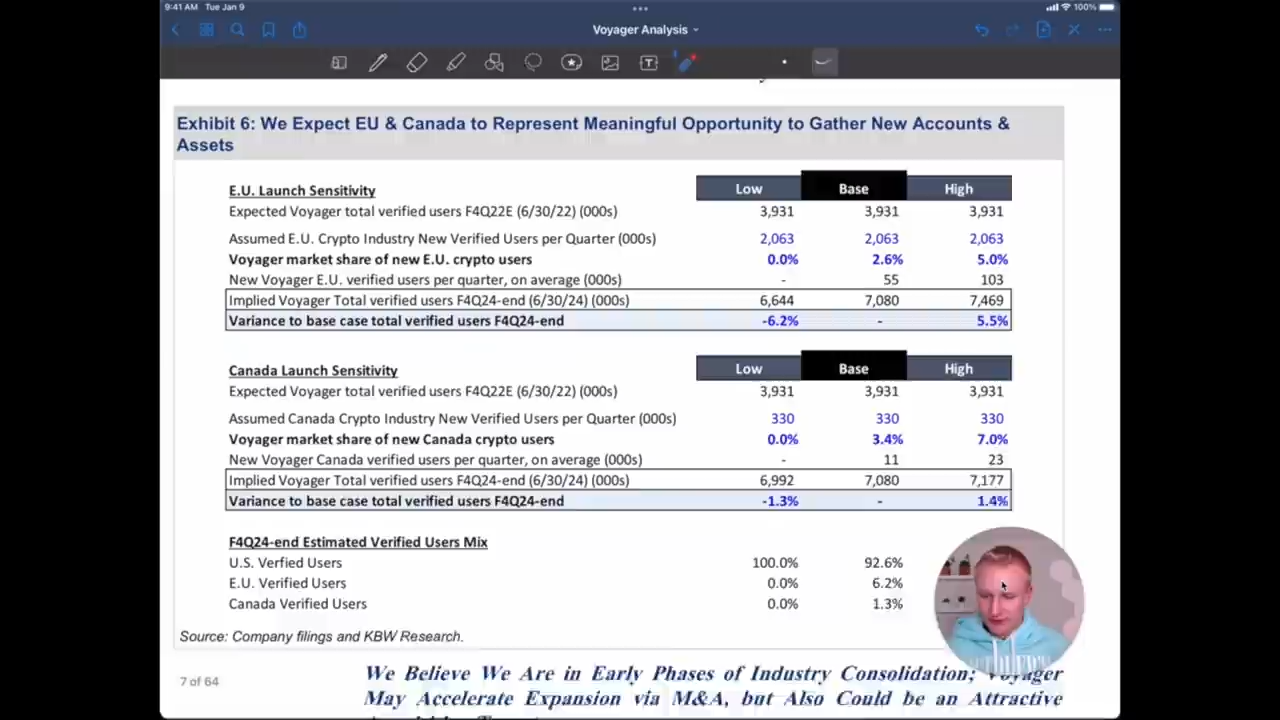 9:41 AM Tue Jan 9
100%
Voyager Analysis
Exhibit 6: We Expect EU & Canada to Represent Meaningful Opportunity to Gather New Accounts &
Assets
E.U. Launch Sensitivity Low Base High
Expected Voyager total verified users F4Q22E (6/30/22) (000s) 3,931 3,931 3,931
Assumed E.U. Crypto Industry New Verified Users per Quarter (000s) 2,063 2,063 2,063
Voyager market share of new E.U. crypto users 0.0% 2.6% 5.0%
New Voyager E.U. verified users per quarter, on average (000s) - 55 103
Implied Voyager Total verified users F4Q24-end (6/30/24) (000s) 6,644 7,080 7,469
Variance to base case total verified users F4Q24-end -6.2% - 5.5%
Canada Launch Sensitivity Low Base High
Expected Voyager total verified users F4Q22E (6/30/22) (000s) 3,931 3,931 3,931
Assumed Canada Crypto Industry New Verified Users per Quarter (000s) 330 330 330
Voyager market share of new Canada crypto users 0.0% 3.4% 7.0%
New Voyager Canada verified users per quarter, on average (000s) - 11 23
Implied Voyager Total verified users F4Q24-end (6/30/24) (000s) 6,992 7,080 7,177
Variance to base case total verified users F4Q24-end -1.3% - 1.4%
F4Q24-end Estimated Verified Users Mix
U.S. Verfied Users 100.0% 92.6%
E.U. Verified Users 0.0% 6.2%
Canada Verified Users 0.0% 1.3%
Source: Company filings and KBW Research.
We Believe We Are in Early Phases of Industry Consolidation; Voyager
7 of 64
May Accelerate Expansion via M&A, but Also Could be an Attractive